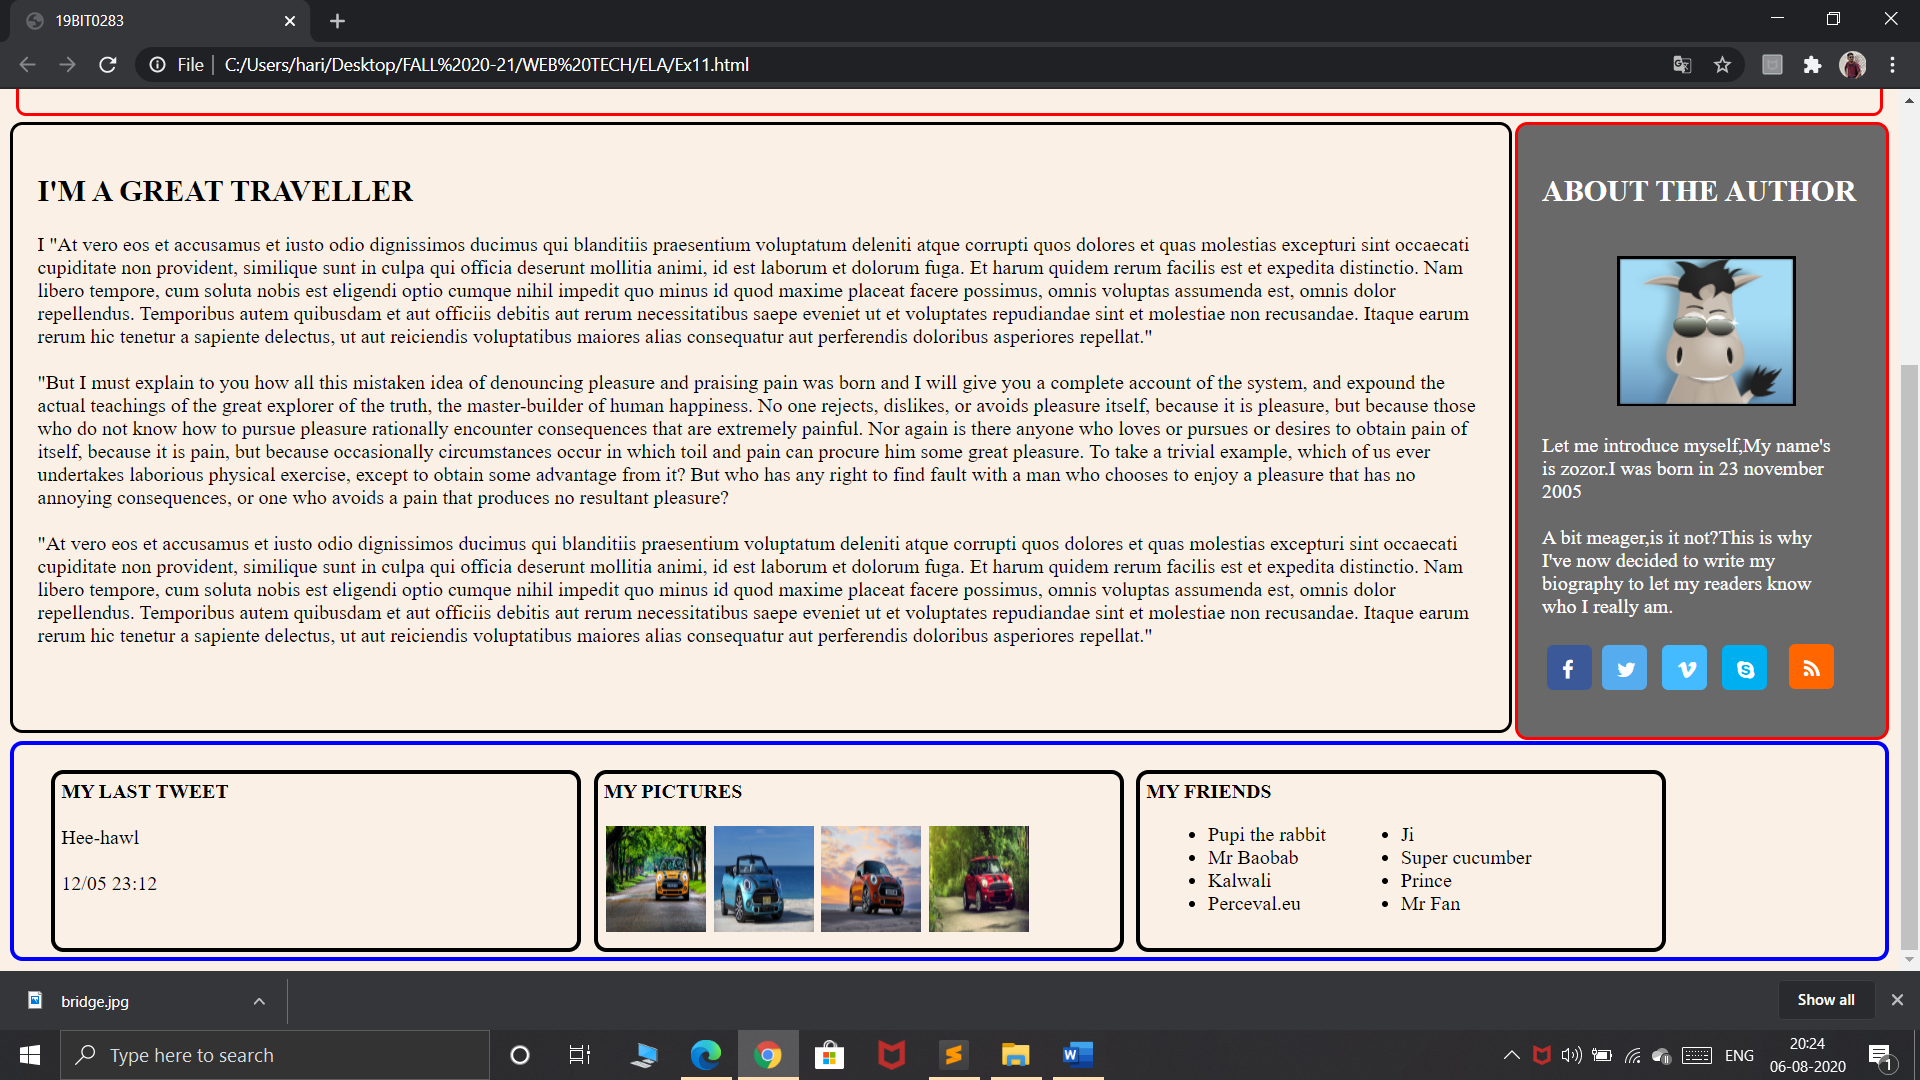 19BIT0283
File
C:/Users/hari/Desktop/FALL%2020-21/WEB%20TECH/ELA/Ex11.html
I'M A GREAT TRAVELLER
I "At vero eos et accusamus et iusto odio dignissimos ducimus qui blanditiis praesentium voluptatum deleniti atque corrupti quos dolores et quas molestias excepturi sint occaecati
cupiditate non provident, similique sunt in culpa qui officia deserunt mollitia animi, id est laborum et dolorum fuga. Et harum quidem rerum facilis est et expedita distinctio. Nam
libero tempore, cum soluta nobis est eligendi optio cumque nihil impedit quo minus id quod maxime placeat facere possimus, omnis voluptas assumenda est, omnis dolor
repellendus. Temporibus autem quibusdam et aut officiis debitis aut rerum necessitatibus saepe eveniet ut et voluptates repudiandae sint et molestiae non recusandae. Itaque earum
rerum hic tenetur a sapiente delectus, ut aut reiciendis voluptatibus maiores alias consequatur aut perferendis doloribus asperiores repellat."
"But I must explain to you how all this mistaken idea of denouncing pleasure and praising pain was born and I will give you a complete account of the system, and expound the
actual teachings of the great explorer of the truth, the master-builder of human happiness. No one rejects, dislikes, or avoids pleasure itself, because it is pleasure, but because those
who do not know how to pursue pleasure rationally encounter consequences that are extremely painful. Nor again is there anyone who loves or pursues or desires to obtain pain of
itself, because it is pain, but because occasionally circumstances occur in which toil and pain can procure him some great pleasure. To take a trivial example, which of us ever
undertakes laborious physical exercise, except to obtain some advantage from it? But who has any right to find fault with a man who chooses to enjoy a pleasure that has no
annoying consequences, or one who avoids a pain that produces no resultant pleasure?
"At vero eos et accusamus et iusto odio dignissimos ducimus qui blanditiis praesentium voluptatum deleniti atque corrupti quos dolores et quas molestias excepturi sint occaecati
cupiditate non provident, similique sunt in culpa qui officia deserunt mollitia animi, id est laborum et dolorum fuga. Et harum quidem rerum facilis est et expedita distinctio. Nam
libero tempore, cum soluta nobis est eligendi optio cumque nihil impedit quo minus id quod maxime placeat facere possimus, omnis voluptas assumenda est, omnis dolor
repellendus. Temporibus autem quibusdam et aut officiis debitis aut rerum necessitatibus saepe eveniet ut et voluptates repudiandae sint et molestiae non recusandae. Itaque earum
rerum hic tenetur a sapiente delectus, ut aut reiciendis voluptatibus maiores alias consequatur aut perferendis doloribus asperiores repellat."
ABOUT THE AUTHOR
Let me introduce myself,My name's
is zozor.I was born in 23 november
2005
A bit meager,is it not?This is why
I've now decided to write my
biography to let my readers know
who I really am.
MY LAST TWEET
Hee-hawl
12/05 23:12
MY PICTURES
MY FRIENDS
Pupi the rabbit
Mr Baobab
Kalwali
Perceval.eu
Ji
Super cucumber
Prince
Mr Fan
bridge.jpg
Show all
Type here to search
ENG
20:24
06-08-2020
1